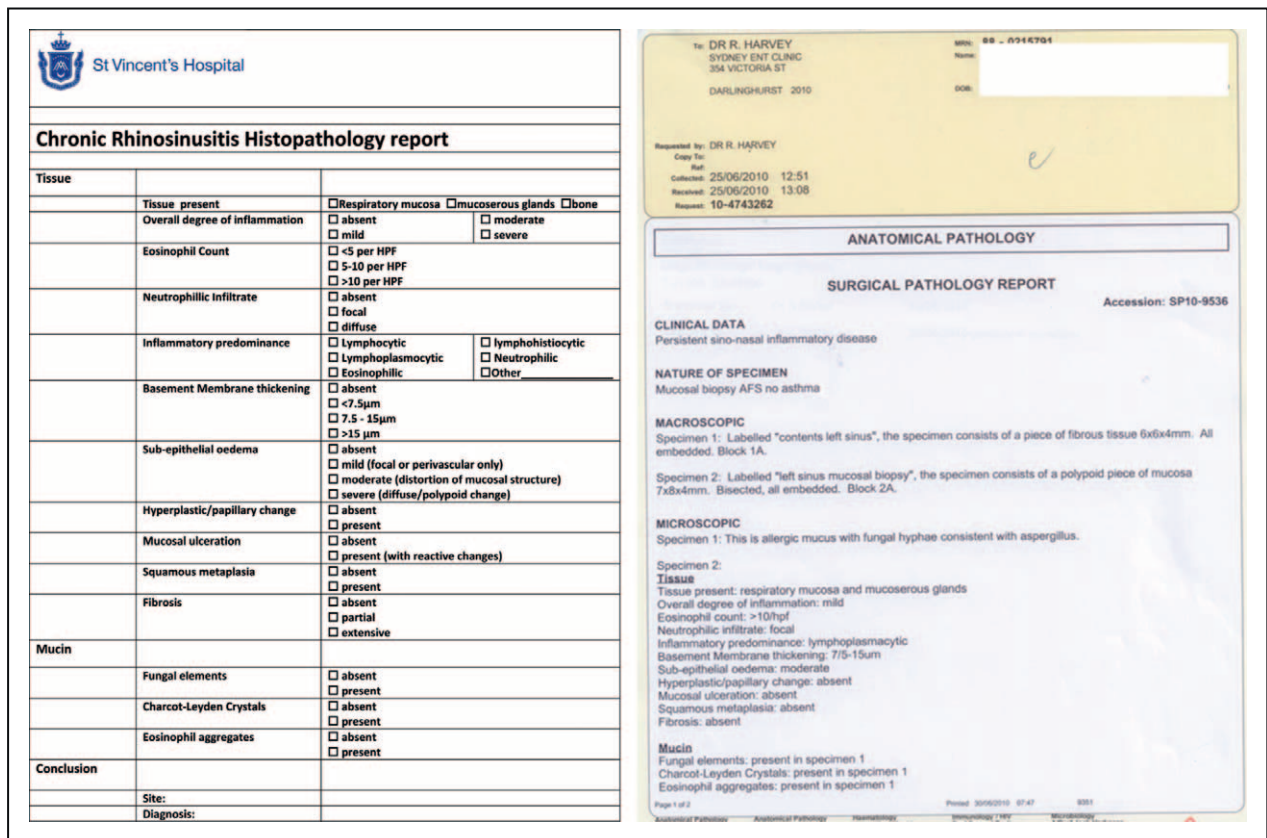 St Vincent's Hospital
Chronic Rhinosinusitis Histopathology report
Tissue
Tissue present ☐Respiratory mucosa ☐mucoserous glands ☐bone
Overall degree of inflammation ☐ absent ☐ moderate
☐ mild ☐ severe
Eosinophil Count ☐ <5 per HPF
☐ 5-10 per HPF
☐ >10 per HPF
Neutrophillic Infiltrate ☐ absent
☐ focal
☐ diffuse
Inflammatory predominance ☐ Lymphocytic ☐ lymphohistiocytic
☐ Lymphoplasmocytic ☐ Neutrophilic
☐ Eosinophilic ☐Other
Basement Membrane thickening ☐ absent
☐ <7.5µm
☐ 7.5 - 15µm
☐ >15 µm
Sub-epithelial oedema ☐ absent
☐ mild (focal or perivascular only)
☐ moderate (distortion of mucosal structure)
☐ severe (diffuse/polypoid change)
Hyperplastic/papillary change ☐ absent
☐ present
Mucosal ulceration ☐ absent
☐ present (with reactive changes)
Squamous metaplasia ☐ absent
☐ present
Fibrosis ☐ absent
☐ partial
☐ extensive
Mucin
Fungal elements ☐ absent
☐ present
Charcot-Leyden Crystals ☐ absent
☐ present
Eosinophil aggregates ☐ absent
☐ present
Conclusion
Site:
Diagnosis:
To: DR R. HARVEY MRN:
SYDNEY ENT CLINIC Name:
354 VICTORIA ST
DARLINGHURST 2010 DOB:
Requested by: DR R. HARVEY
Copy To:
Ref:
Collected: 25/06/2010 12:51
Received: 25/06/2010 13:08
Request: 10-4743262
ANATOMICAL PATHOLOGY
SURGICAL PATHOLOGY REPORT
Accession: SP10-9536
CLINICAL DATA
Persistent sino-nasal inflammatory disease
NATURE OF SPECIMEN
Mucosal biopsy AFS no asthma
MACROSCOPIC
Specimen 1: Labelled "contents left sinus", the specimen consists of a piece of fibrous tissue 6x6x4mm. All
embedded. Block 1A.
Specimen 2: Labelled "left sinus mucosal biopsy", the specimen consists of a polypoid piece of mucosa
7x8x4mm. Bisected, all embedded. Block 2A.
MICROSCOPIC
Specimen 1: This is allergic mucus with fungal hyphae consistent with aspergillus.
Specimen 2:
Tissue
Tissue present: respiratory mucosa and mucoserous glands
Overall degree of inflammation: mild
Eosinophil count: >10/hpf
Neutrophilic infiltrate: focal
Inflammatory predominance: lymphoplasmacytic
Basement Membrane thickening: 7/5-15um
Sub-epithelial oedema: moderate
Hyperplastic/papillary change: absent
Mucosal ulceration: absent
Squamous metaplasia: absent
Fibrosis: absent
Mucin
Fungal elements: present in specimen 1
Charcot-Leyden Crystals: present in specimen 1
Eosinophil aggregates: present in specimen 1
Page 1 of 2 Printed 30/06/2010 07:47 9351
Anatomical Pathology Anatomical Pathology Haematology Immunology / HIV Microbiology